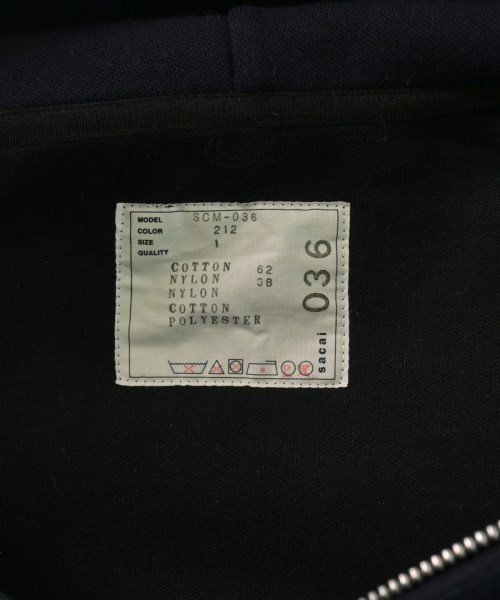 MODEL SCM-036
COLOR 212
SIZE 1
QUALITY
COTTON 62
NYLON 38
NYLON
COTTON
POLYESTER
036
sacai